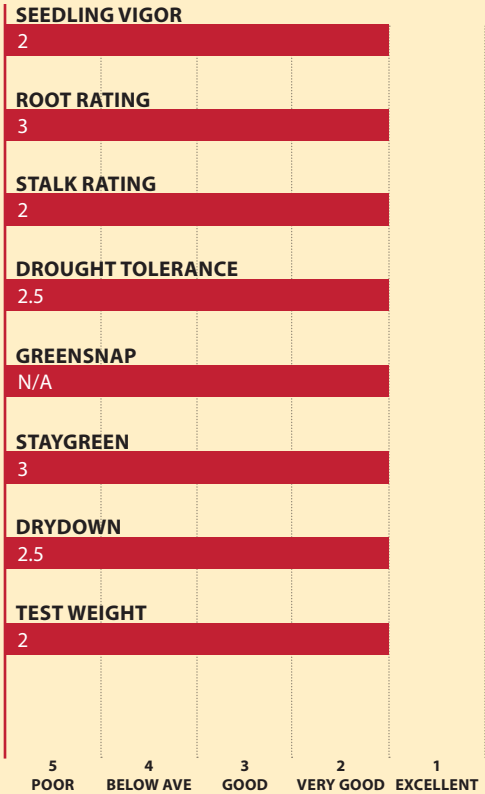 SEEDLING VIGOR
2
ROOT RATING
3
STALK RATING
2
DROUGHT TOLERANCE
2.5
GREENSNAP
N/A
STAYGREEN
3
DRYDOWN
2.5
TEST WEIGHT
2
5 4 3 2 1
POOR BELOW AVE GOOD VERY GOOD EXCELLENT